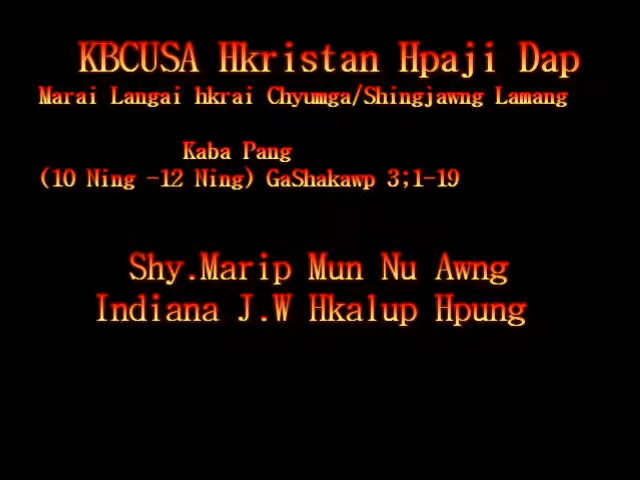 KBCUSA Hkristan Hpaji Dap
Marai Langai hkrai Chyumga/Shingjawng Lamang
Kaba Pang
(10 Ning -12 Ning) GaShakawp 3;1-19
Shy.Marip Mun Nu Awng
Indiana J.W Hkalup Hpung